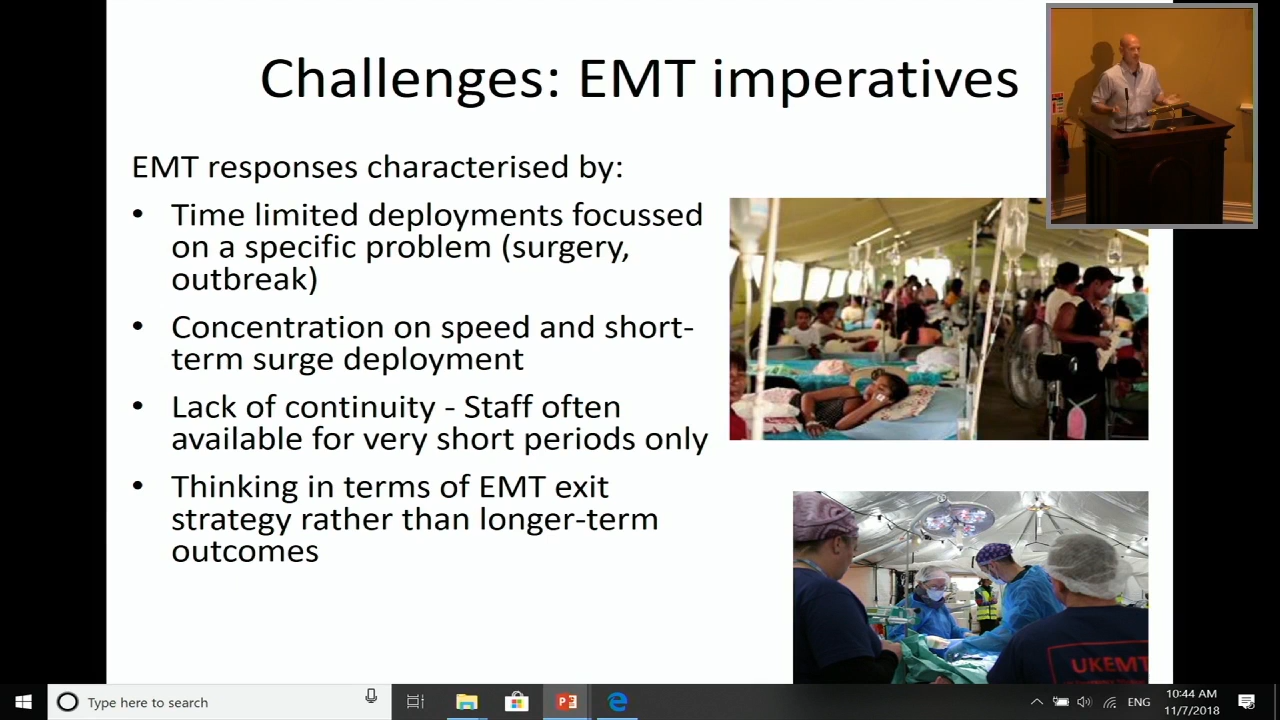 Challenges: EMT imperatives
EMT responses characterised by:
• Time limited deployments focussed
on a specific problem (surgery,
outbreak)
• Concentration on speed and short-
term surge deployment
• Lack of continuity - Staff often
available for very short periods only
• Thinking in terms of EMT exit
strategy rather than longer-term
outcomes
UKEMT
Type here to search
ENG
10:44 AM
11/7/2018